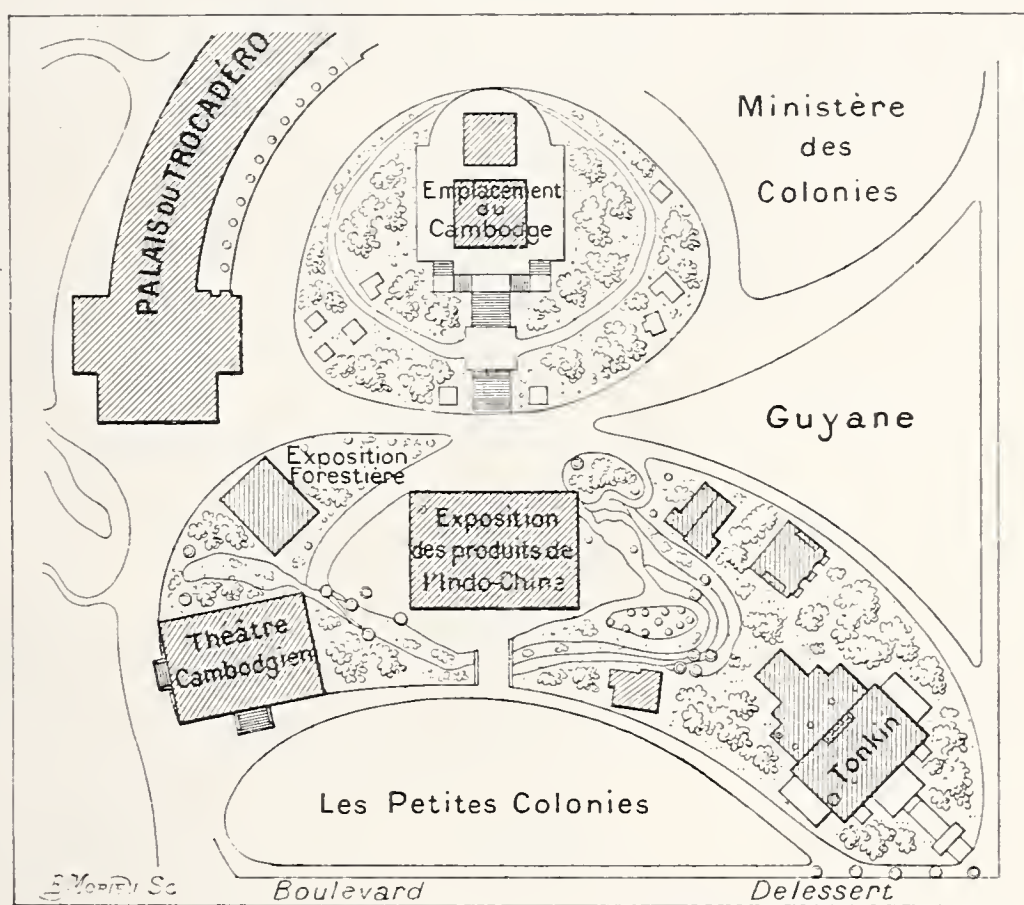 PALAIS DU TROCADÉRO
Ministère
des
Colonies
Emplacement
du
Cambodge
Guyane
Exposition
Forestière
Exposition
des produits de
l'Indo-Chine
Théâtre
Cambodgien
Tonkin
Les Petites Colonies
Sc
Boulevard Delessert